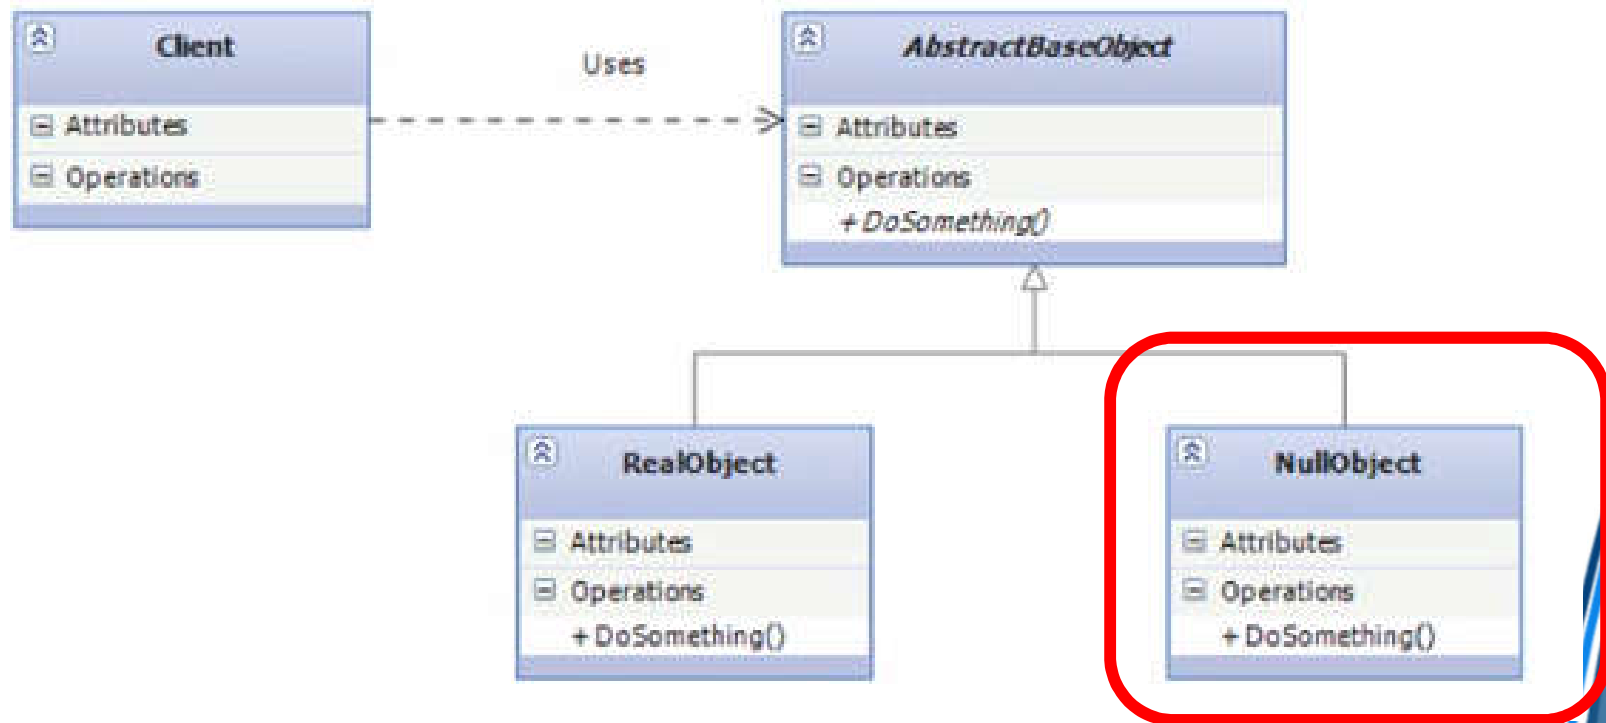 Client
Attributes
Operations
Uses
AbstractBaseObject
Attributes
Operations
+ DoSomething()
RealObject
Attributes
Operations
+ DoSomething()
NullObject
Attributes
Operations
+ DoSomething()